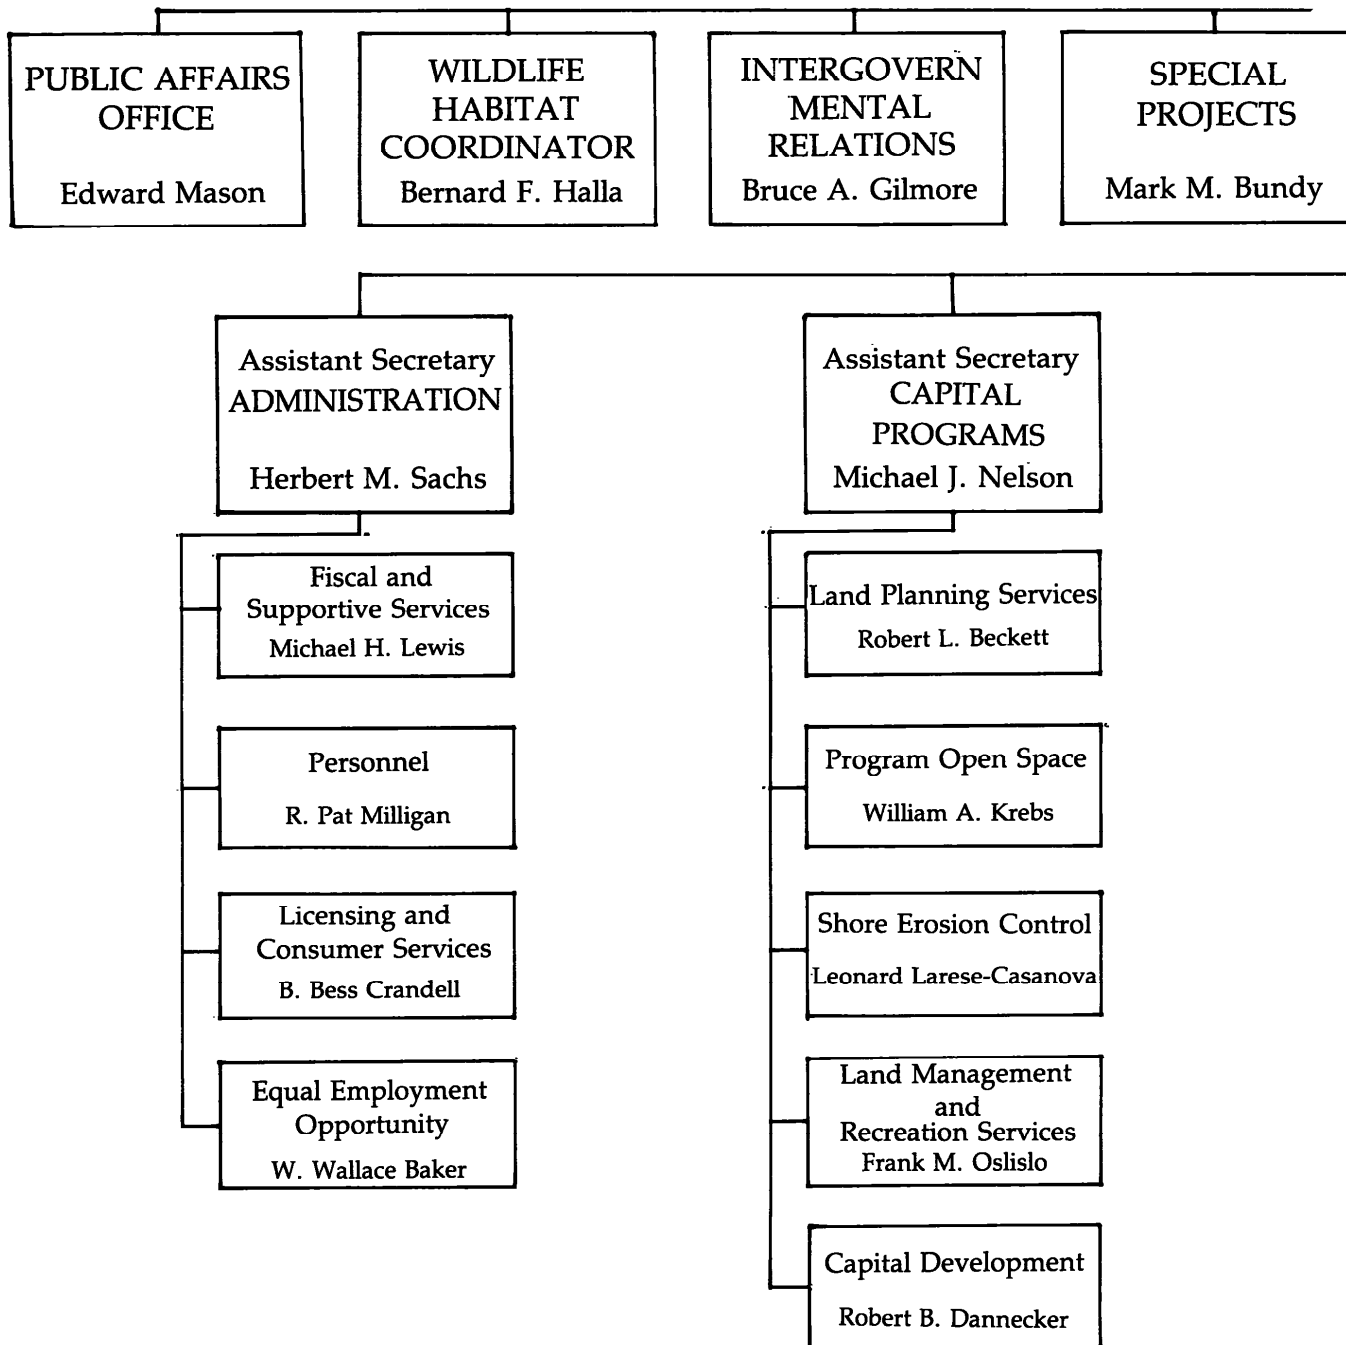 PUBLIC AFFAIRS
OFFICE
Edward Mason
WILDLIFE
HABITAT
COORDINATOR
Bernard F. Halla
INTERGOVERN
MENTAL
RELATIONS
Bruce A. Gilmore
SPECIAL
PROJECTS
Mark M. Bundy
Assistant Secretary
ADMINISTRATION
Herbert M. Sachs
Fiscal and
Supportive Services
Michael H. Lewis
Personnel
R. Pat Milligan
Licensing and
Consumer Services
B. Bess Crandell
Equal Employment
Opportunity
W. Wallace Baker
Assistant Secretary
CAPITAL
PROGRAMS
Michael J. Nelson
Land Planning Services
Robert L. Beckett
Program Open Space
William A. Krebs
Shore Erosion Control
Leonard Larese-Casanova
Land Management
and
Recreation Services
Frank M. Oslislo
Capital Development
Robert B. Dannecker